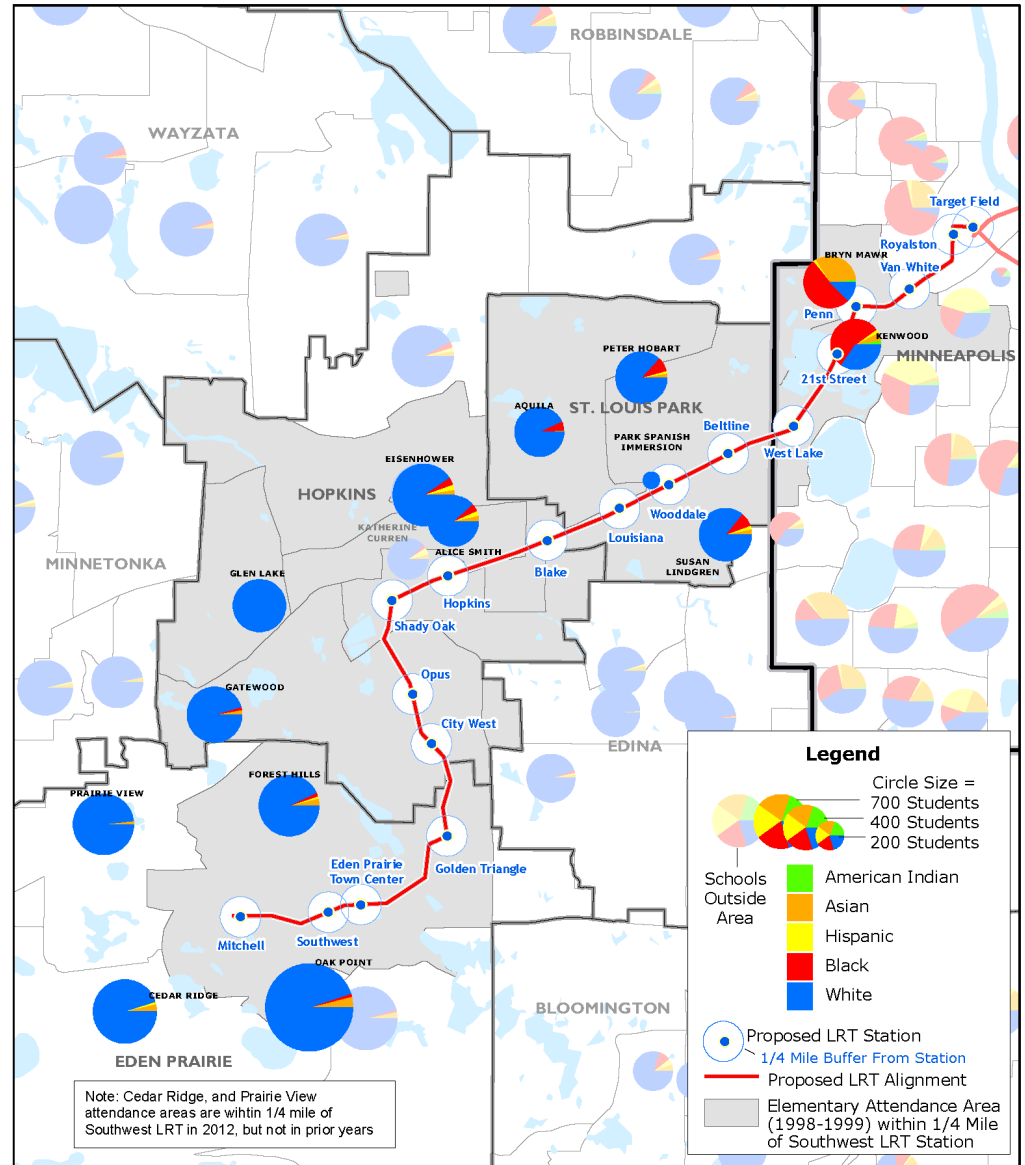 ROBBINSDALE
WAYZATA
Target Field
Royalston
BRYN MAWR
Van White
Penn
KENWOOD
MINNEAPOLIS
PETER HOBART
21st Street
AQUILA
ST. LOUIS PARK
Beltline
PARK SPANISH
IMMERSION
West Lake
EISENHOWER
HOPKINS
Wooddale
KATHERINE
CURREN
Louisiana
MINNETONKA
ALICE SMITH
SUSAN
LINDGREN
Blake
GLEN LAKE
Hopkins
Shady Oak
Opus
GATEWOOD
City West
EDINA
FOREST HILLS
PRAIRIE VIEW
Eden Prairie
Town Center
Golden Triangle
Mitchell
Southwest
OAK POINT
CEDAR RIDGE
BLOOMINGTON
EDEN PRAIRIE
Note: Cedar Ridge, and Prairie View
attendance areas are wihtin 1/4 mile of
Southwest LRT in 2012, but not in prior years
Legend
Circle Size =
700 Students
400 Students
200 Students
Schools
Outside
Area
American Indian
Asian
Hispanic
Black
White
Proposed LRT Station
1/4 Mile Buffer From Station
Proposed LRT Alignment
Elementary Attendance Area
(1998-1999) within 1/4 Mile
of Southwest LRT Station